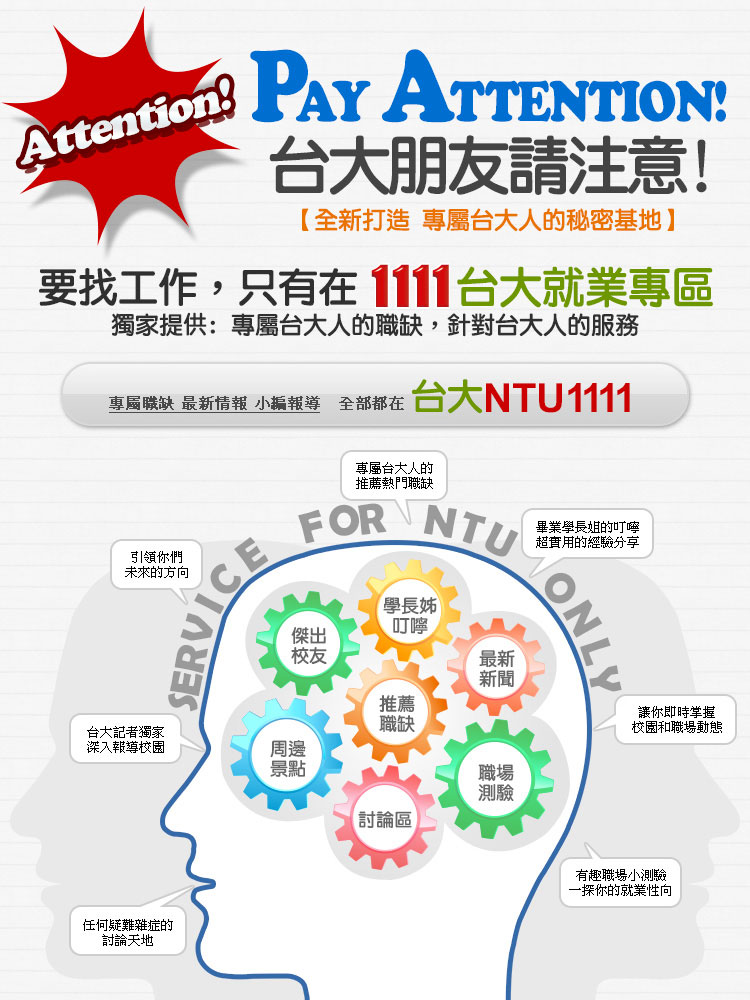 Attention!
PAY ATTENTION!
台大朋友請注意!
【全新打造 專屬台大人的秘密基地】
要找工作，只有在 1111 台大就業專區
獨家提供: 專屬台大人的職缺，針對台大人的服務
專屬職缺 最新情報 小編報導 全部都在 台大NTU1111
專屬台大人的
推薦熱門職缺
SERVICE FOR NTU ONLY
畢業學長姐的叮嚀
超實用的經驗分享
引領你們
未來的方向
學長姊
叮嚀
傑出
校友
最新
新聞
推薦
職缺
台大記者獨家
深入報導校園
讓你即時掌握
校園和職場動態
周邊
景點
職場
測驗
討論區
有趣職場小測驗
一探你的就業性向
任何疑難雜症的
討論天地